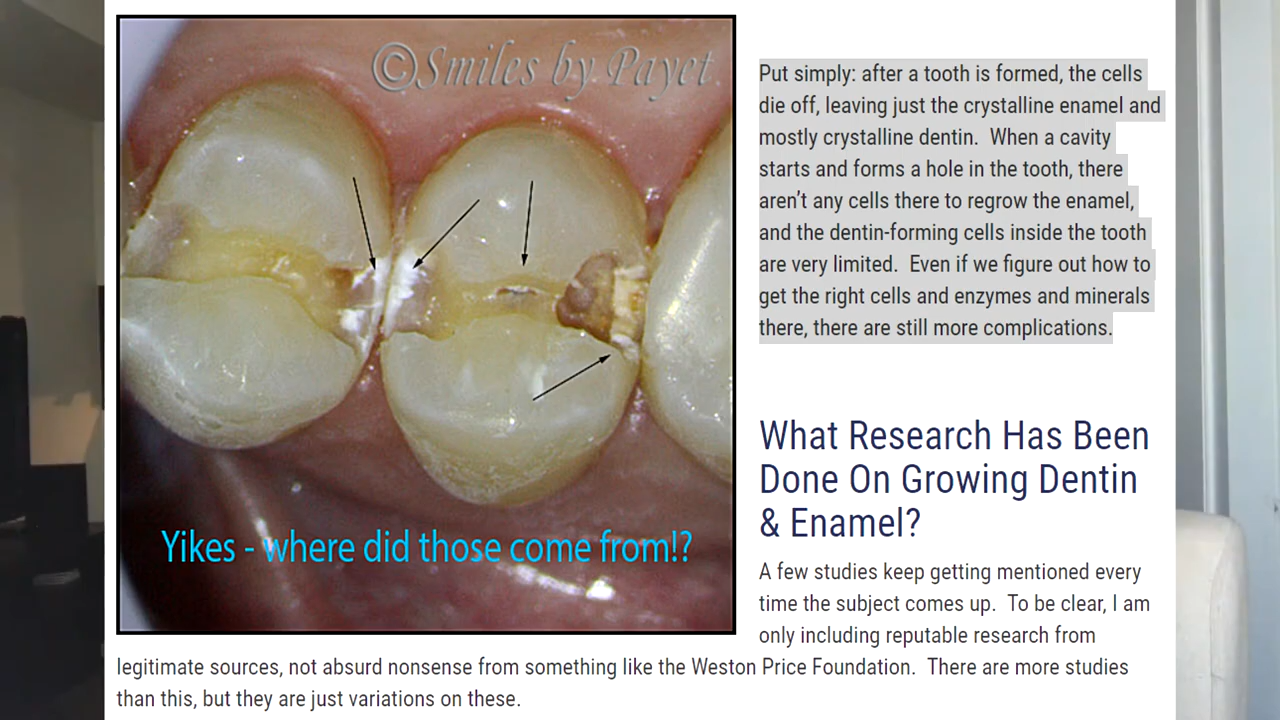 ©Smiles by Payet
Yikes - where did those come from!?
Put simply: after a tooth is formed, the cells
die off, leaving just the crystalline enamel and
mostly crystalline dentin.  When a cavity
starts and forms a hole in the tooth, there
aren’t any cells there to regrow the enamel,
and the dentin-forming cells inside the tooth
are very limited.  Even if we figure out how to
get the right cells and enzymes and minerals
there, there are still more complications.
What Research Has Been
Done On Growing Dentin
& Enamel?
A few studies keep getting mentioned every
time the subject comes up.  To be clear, I am
only including reputable research from
legitimate sources, not absurd nonsense from something like the Weston Price Foundation.  There are more studies
than this, but they are just variations on these.